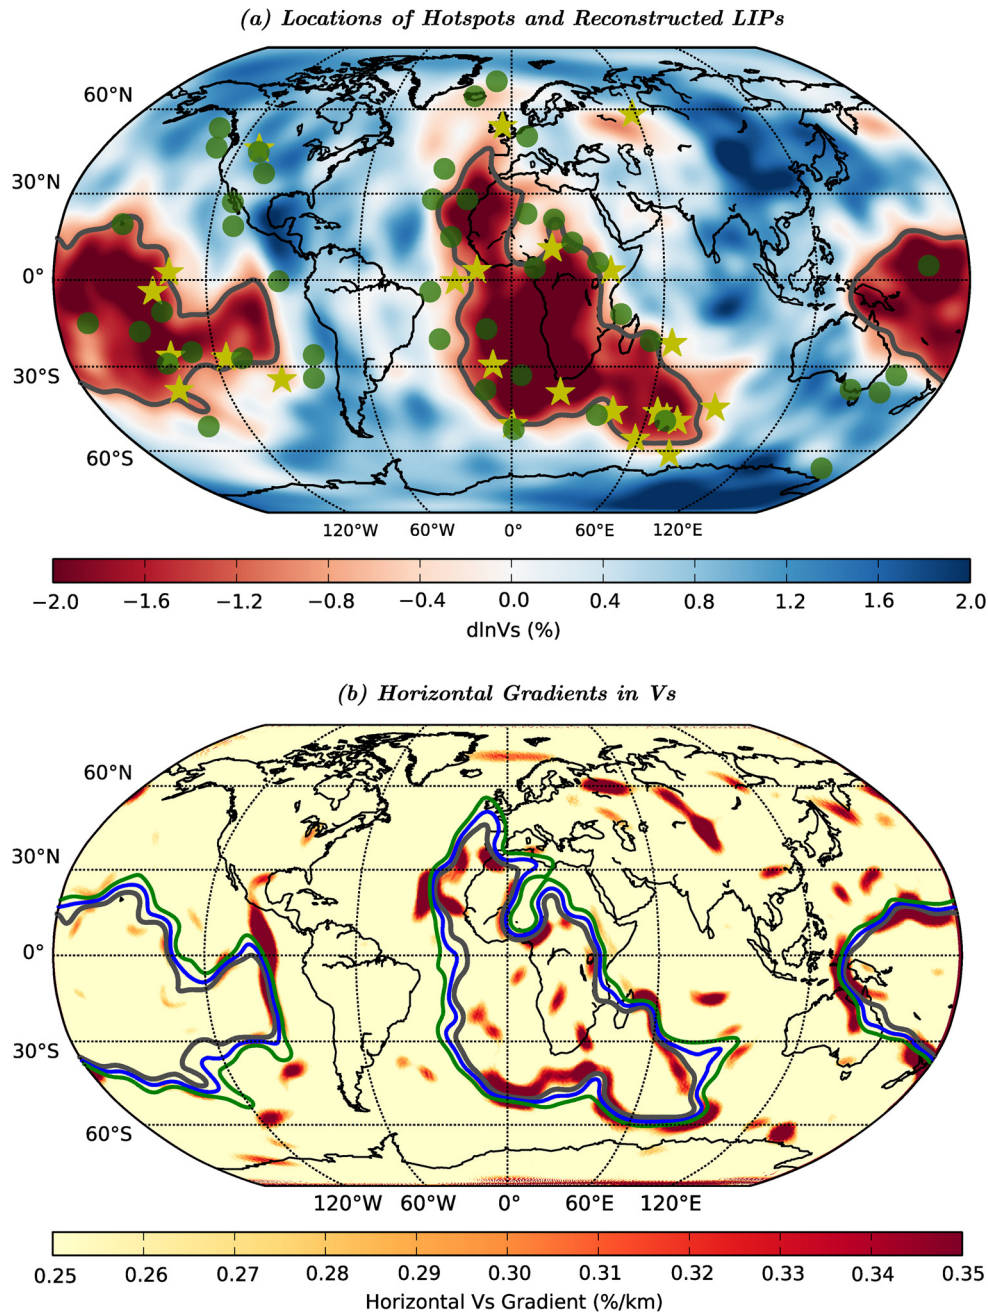 (a) Locations of Hotspots and Reconstructed LIPs
60°N
30°N
0°
30°S
60°S
120°W 60°W 0° 60°E 120°E
−2.0 −1.6 −1.2 −0.8 −0.4 0.0 0.4 0.8 1.2 1.6 2.0
dlnVs (%)
(b) Horizontal Gradients in Vs
60°N
30°N
0°
30°S
60°S
120°W 60°W 0° 60°E 120°E
0.25 0.26 0.27 0.28 0.29 0.30 0.31 0.32 0.33 0.34 0.35
Horizontal Vs Gradient (%/km)